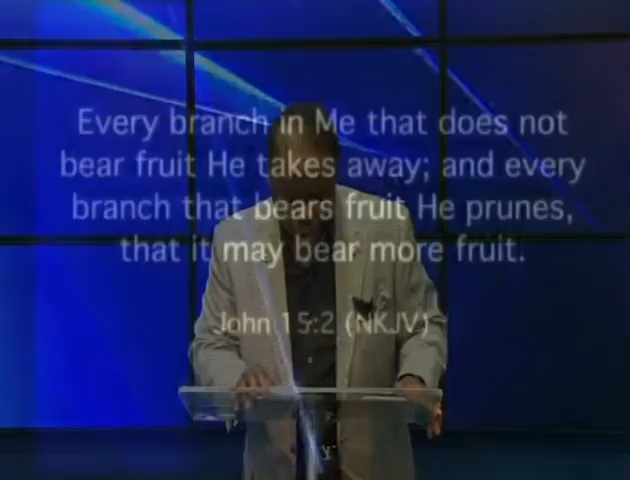 Every branch in Me that does not
bear fruit He takes away; and every
branch that bears fruit He prunes,
that it may bear more fruit.
John 15:2 (NKJV)